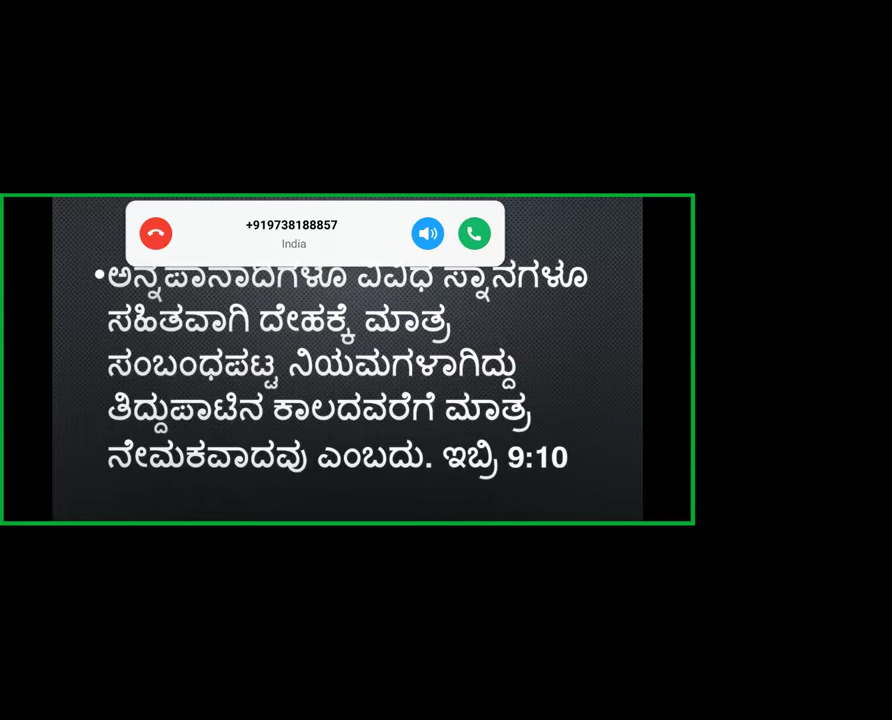 +919738188857
India
•ಅನ್ನಪಾನಾದಿಗಳೂ ವಿವಿಧ ಸ್ನಾನಗಳೂ
ಸಹಿತವಾಗಿ ದೇಹಕ್ಕೆ ಮಾತ್ರ
ಸಂಬಂಧಪಟ್ಟ ನಿಯಮಗಳಾಗಿದ್ದು
ತಿದ್ದುಪಾಟಿನ ಕಾಲದವರೆಗೆ ಮಾತ್ರ
ನೇಮಕವಾದವು ಎಂಬದು. ಇಬ್ರಿ 9:10